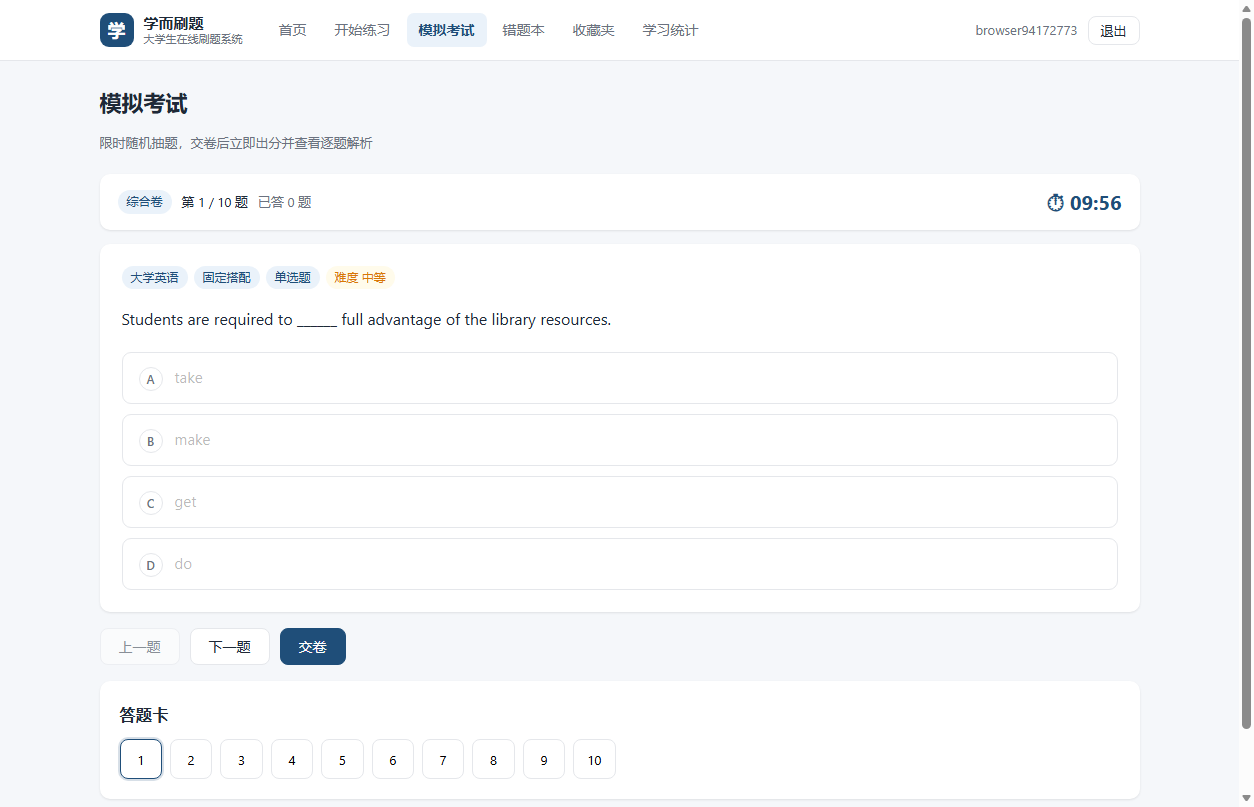 学 学而刷题
大学生在线刷题系统
首页 开始练习 模拟考试 错题本 收藏夹 学习统计
browser94172773 退出
模拟考试
限时随机抽题，交卷后立即出分并查看逐题解析
综合卷 第 1 / 10 题 已答 0 题
⏱ 09:56
大学英语 固定搭配 单选题 难度 中等
Students are required to ______ full advantage of the library resources.
A take
B make
C get
D do
上一题 下一题 交卷
答题卡
1 2 3 4 5 6 7 8 9 10